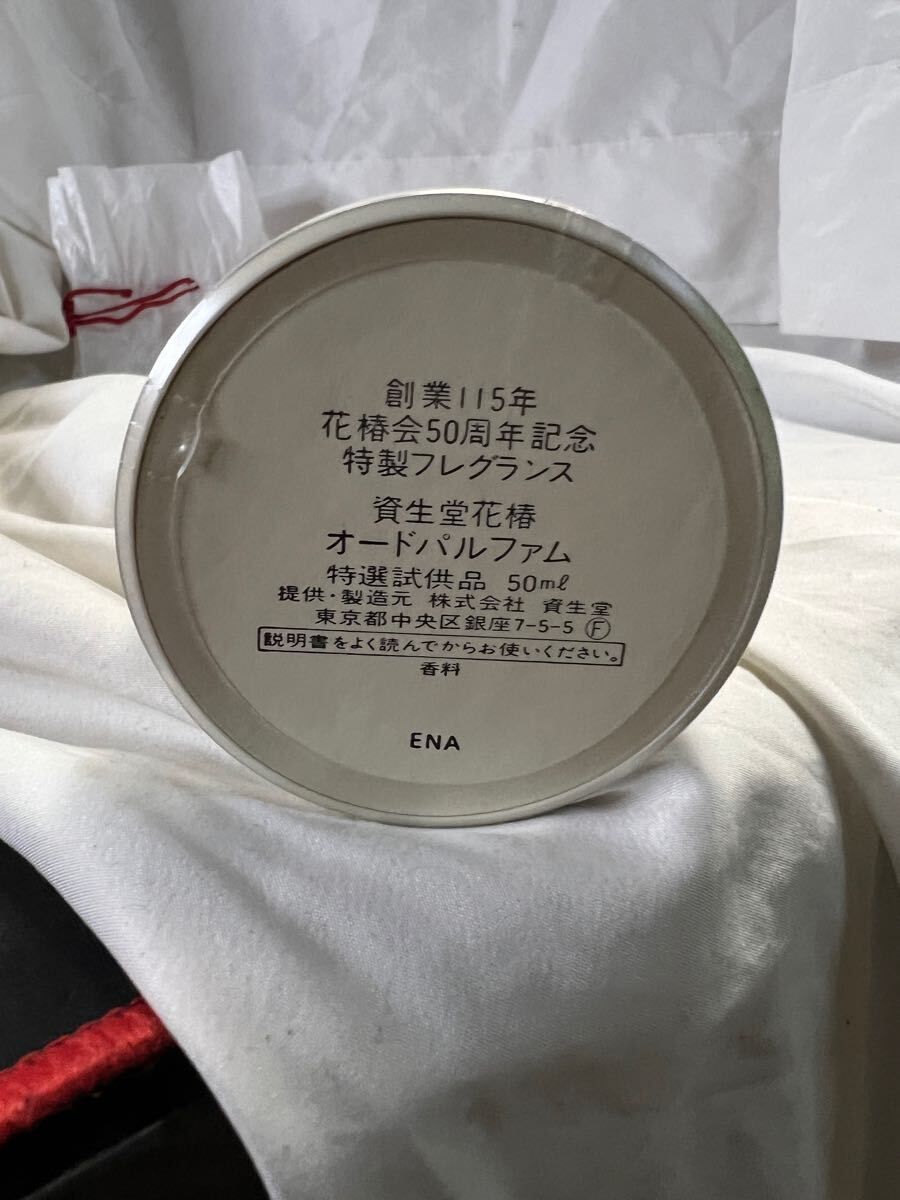 創業115年
花椿会50周年記念
特製フレグランス
資生堂花椿
オードパルファム
特選試供品 50ml
提供・製造元 株式会社 資生堂
東京都中央区銀座7-5-5 Ⓕ
説明書をよく読んでからお使いください。
香料
ENA